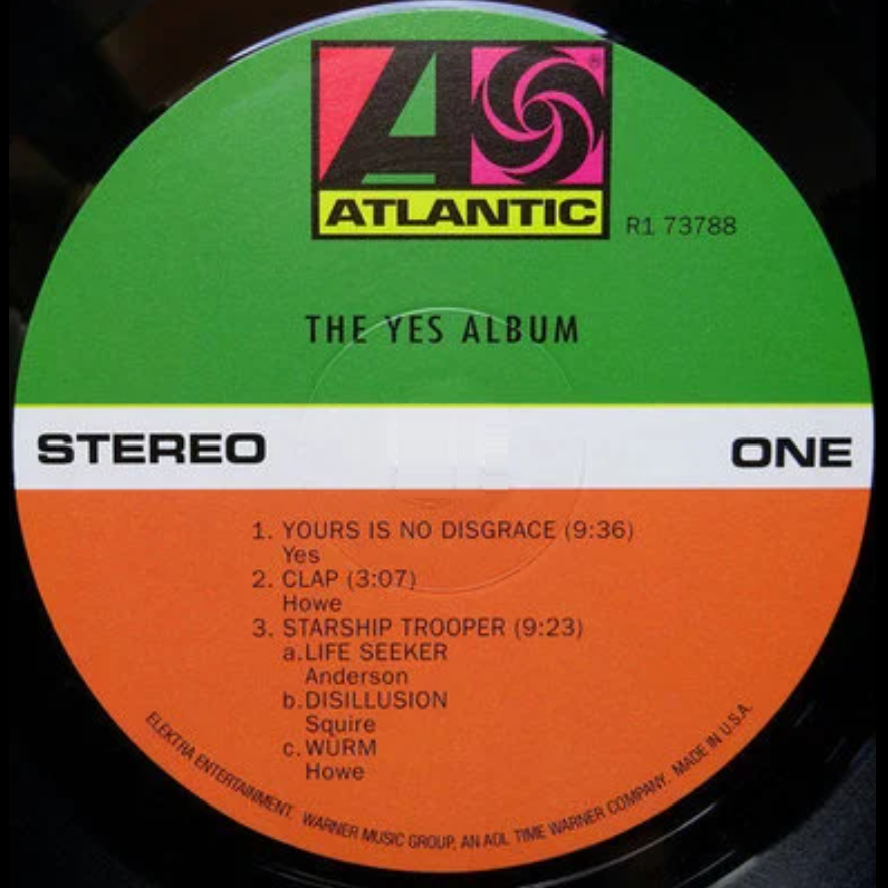 ATLANTIC
®
R1 73788
THE YES ALBUM
STEREO
ONE
1. YOURS IS NO DISGRACE (9:36)
Yes
2. CLAP (3:07)
Howe
3. STARSHIP TROOPER (9:23)
a. LIFE SEEKER
Anderson
b. DISILLUSION
Squire
c. WÜRM
Howe
ELEKTRA ENTERTAINMENT. WARNER MUSIC GROUP, AN AOL TIME WARNER COMPANY. MADE IN U.S.A.